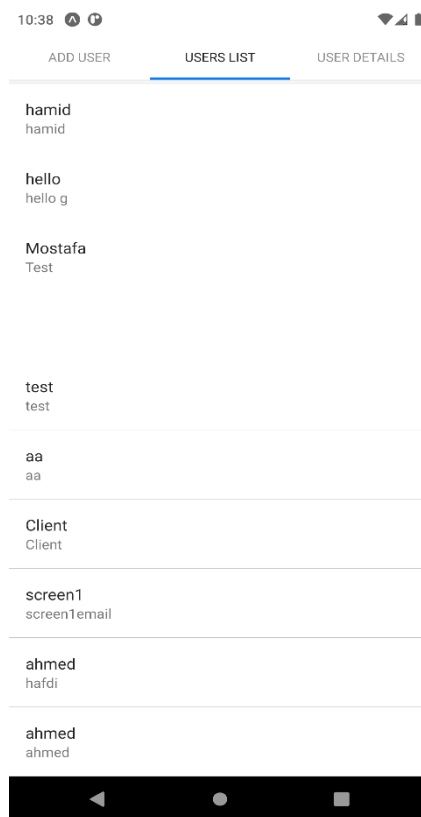 10:38
ADD USER USERS LIST USER DETAILS
hamid
hamid
hello
hello g
Mostafa
Test
test
test
aa
aa
Client
Client
screen1
screen1email
ahmed
hafdi
ahmed
ahmed